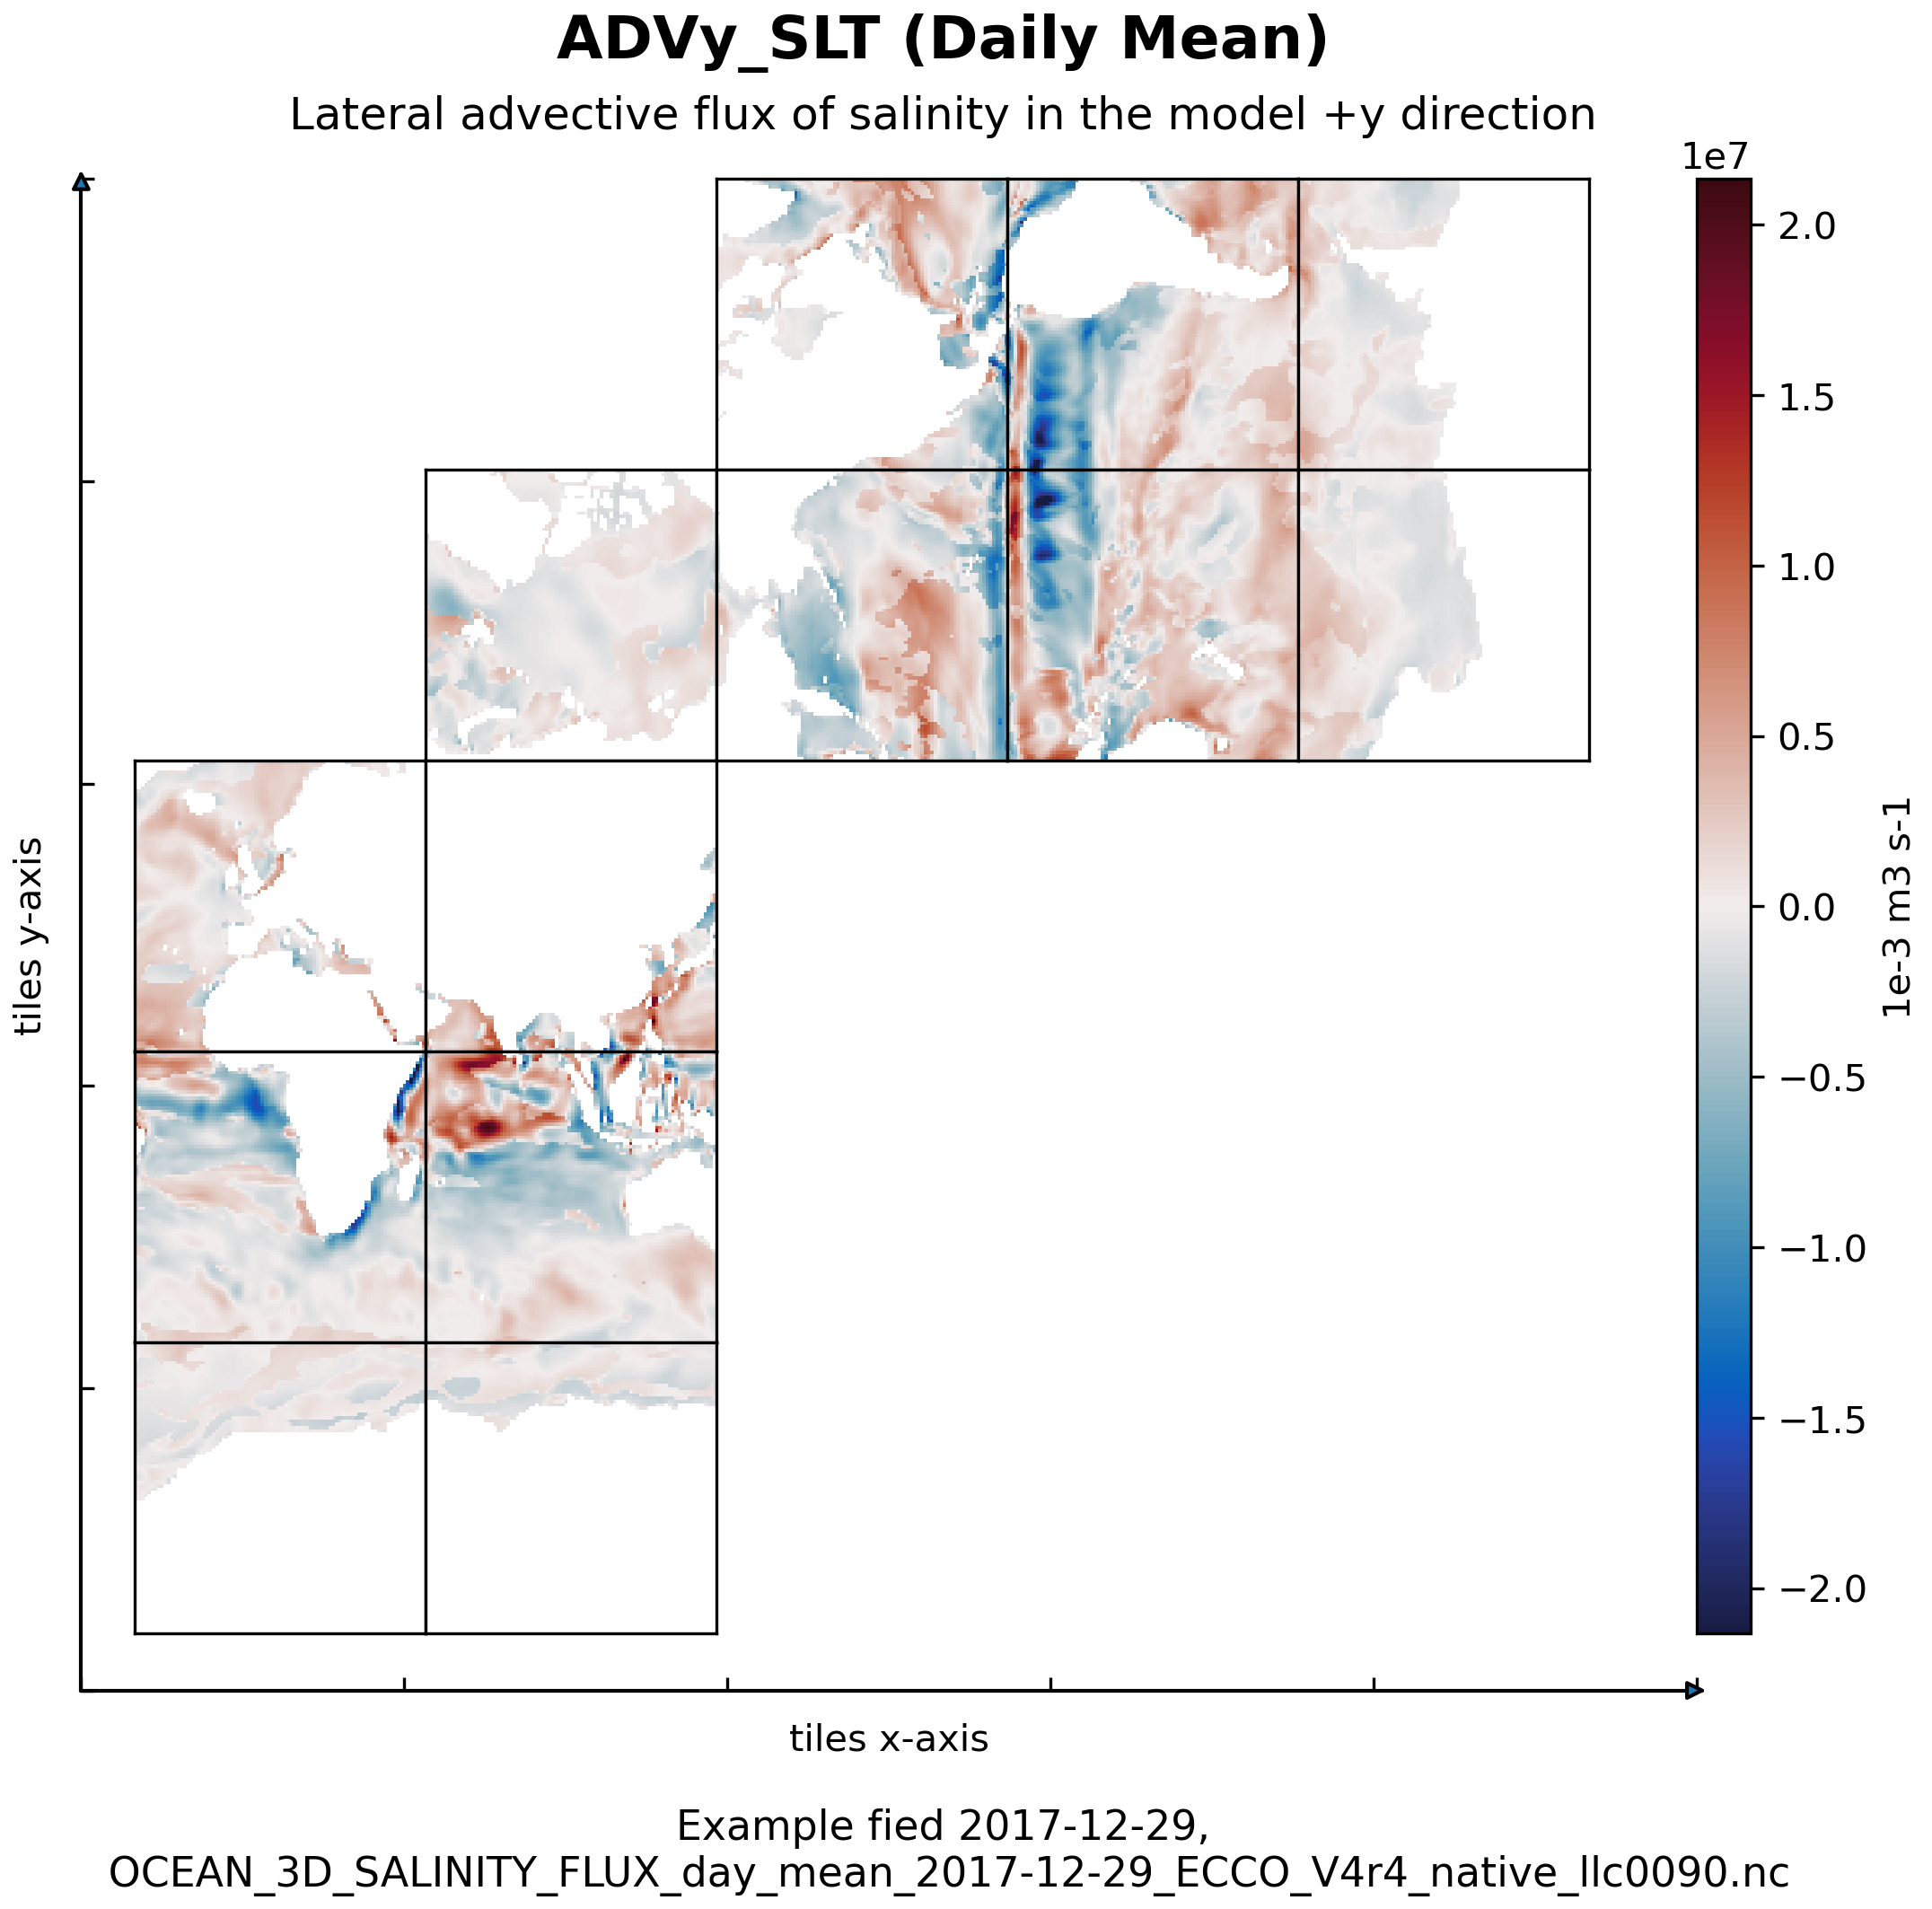 ADVy_SLT (Daily Mean)
Lateral advective flux of salinity in the model +y direction
1e7
2.0
1.5
1.0
0.5
0.0
−0.5
−1.0
−1.5
−2.0
1e-3 m3 s-1
tiles y-axis
tiles x-axis
Example fied 2017-12-29,
OCEAN_3D_SALINITY_FLUX_day_mean_2017-12-29_ECCO_V4r4_native_llc0090.nc